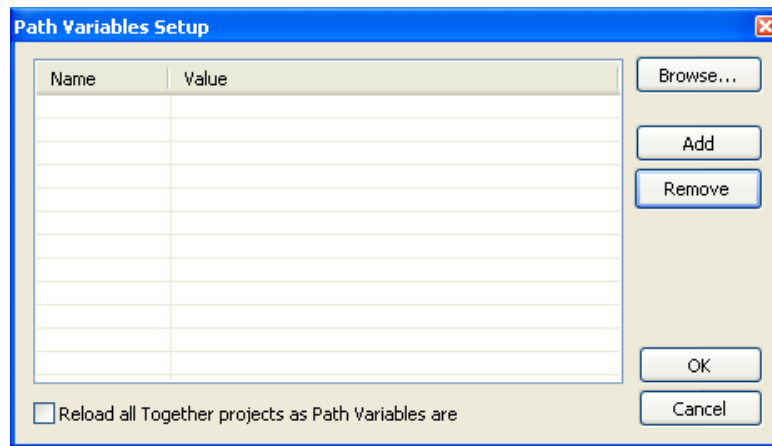 Path Variables Setup
Name Value
Browse...
Add
Remove
OK
Cancel
Reload all Together projects as Path Variables are